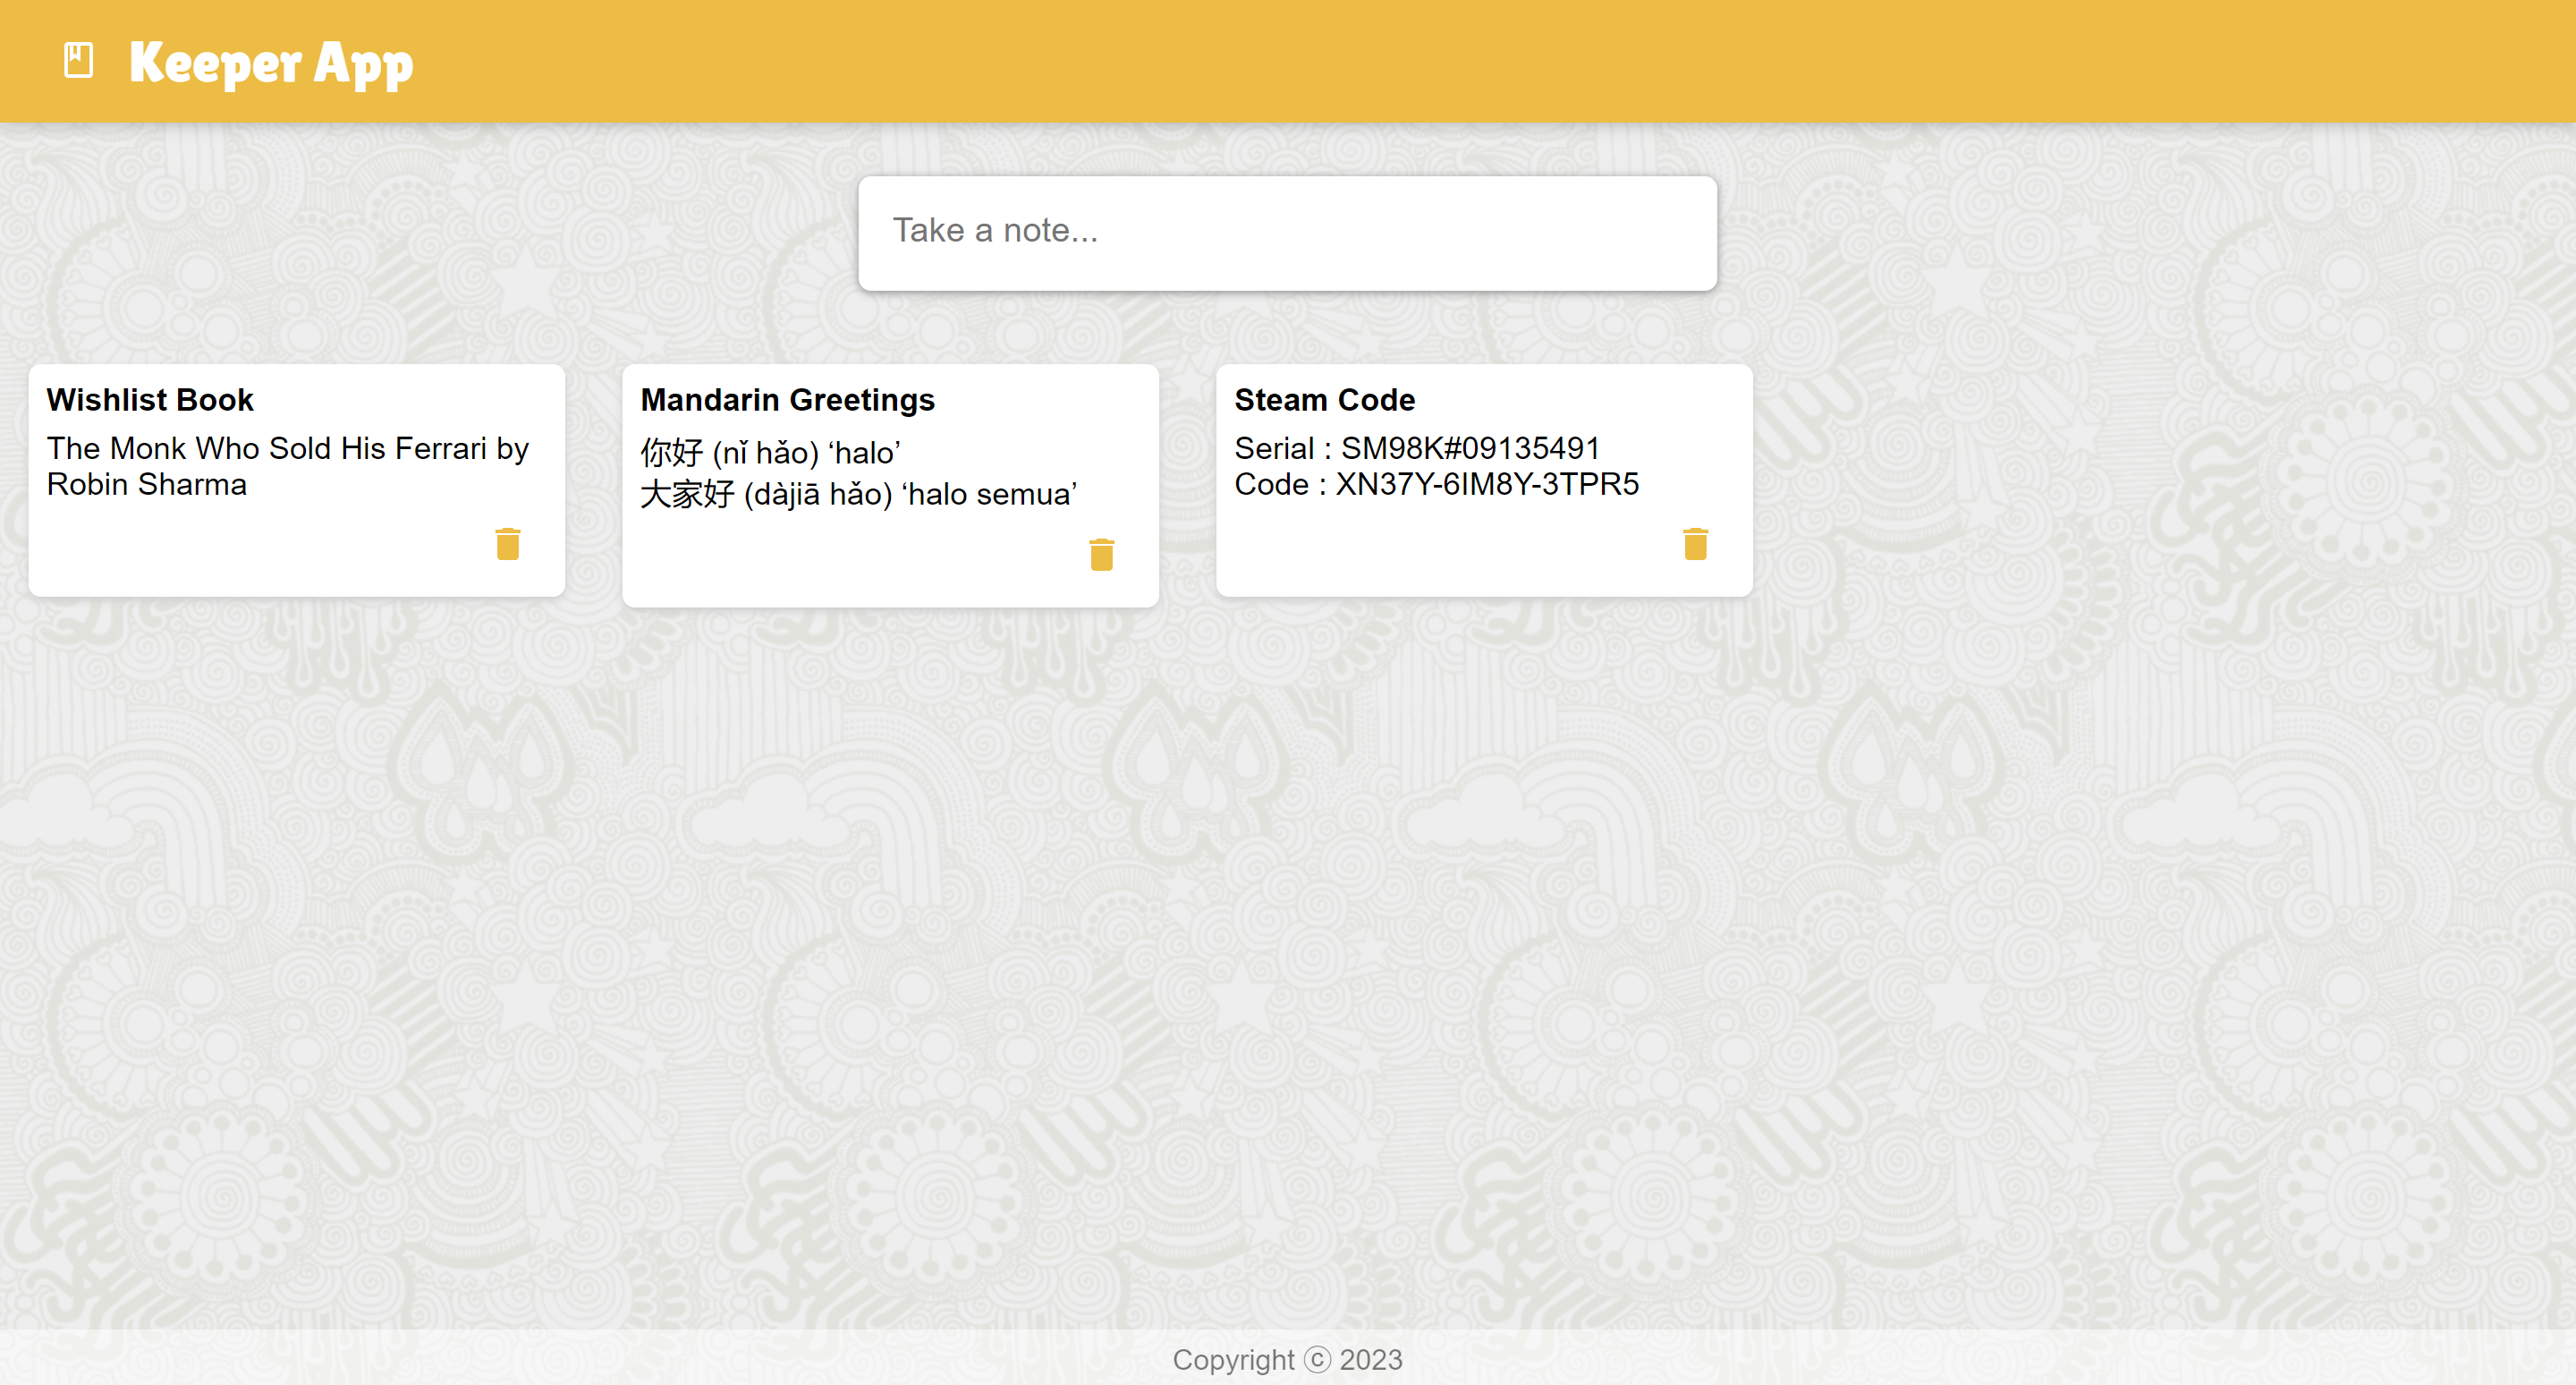 Keeper App
Take a note...
Wishlist Book
The Monk Who Sold His Ferrari by
Robin Sharma
Mandarin Greetings
你好 (nǐ hǎo) ‘halo’
大家好 (dàjiā hǎo) ‘halo semua’
Steam Code
Serial : SM98K#09135491
Code : XN37Y-6IM8Y-3TPR5
Copyright ⓒ 2023